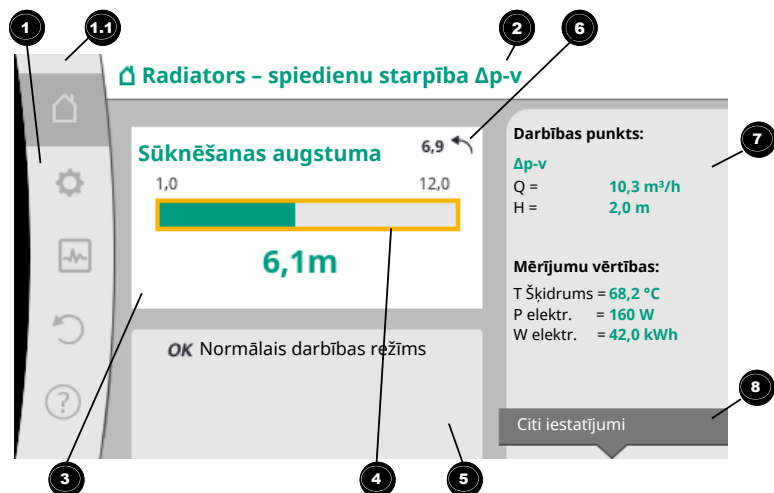 1
1.1
2
6
Radiators – spiedienu starpība Δp-v
Sūknēšanas augstuma
6,9
1,0
12,0
6,1m
OK Normālais darbības režīms
Darbības punkts:
7
Δp-v
Q = 10,3 m³/h
H = 2,0 m
Mērījumu vērtības:
T Šķidrums = 68,2 °C
P elektr. = 160 W
W elektr. = 42,0 kWh
?
8
Citi iestatījumi
3
4
5